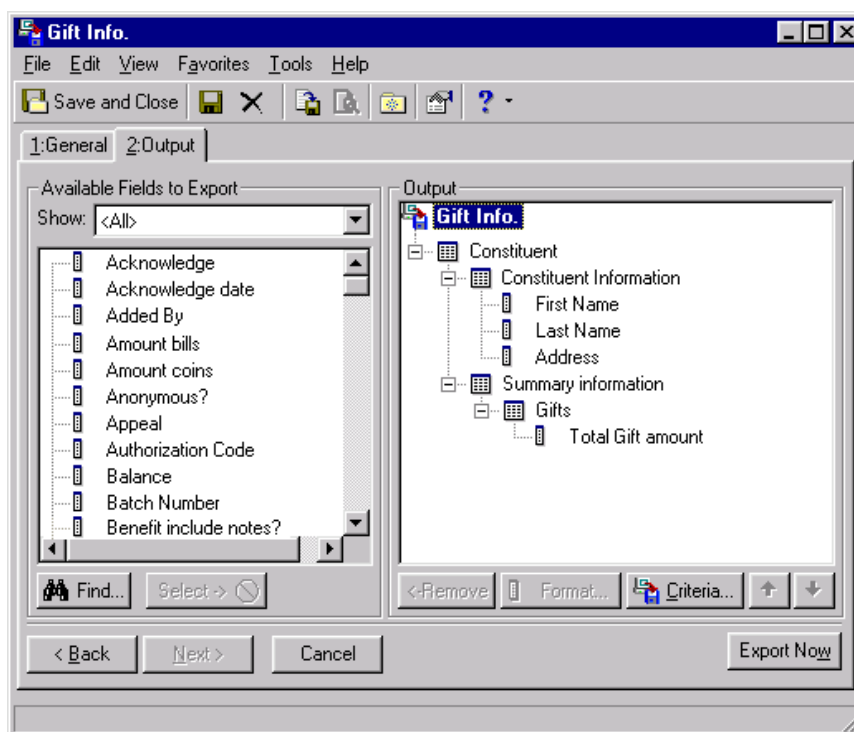 Gift Info.
File Edit View Favorites Tools Help
Save and Close
1:General 2:Output
Available Fields to Export
Show: <All>
Acknowledge
Acknowledge date
Added By
Amount bills
Amount coins
Anonymous?
Appeal
Authorization Code
Balance
Batch Number
Benefit include notes?
Find... Select ->
Output
Gift Info.
Constituent
Constituent Information
First Name
Last Name
Address
Summary information
Gifts
Total Gift amount
<-Remove Format... Criteria...
< Back Next > Cancel Export Now